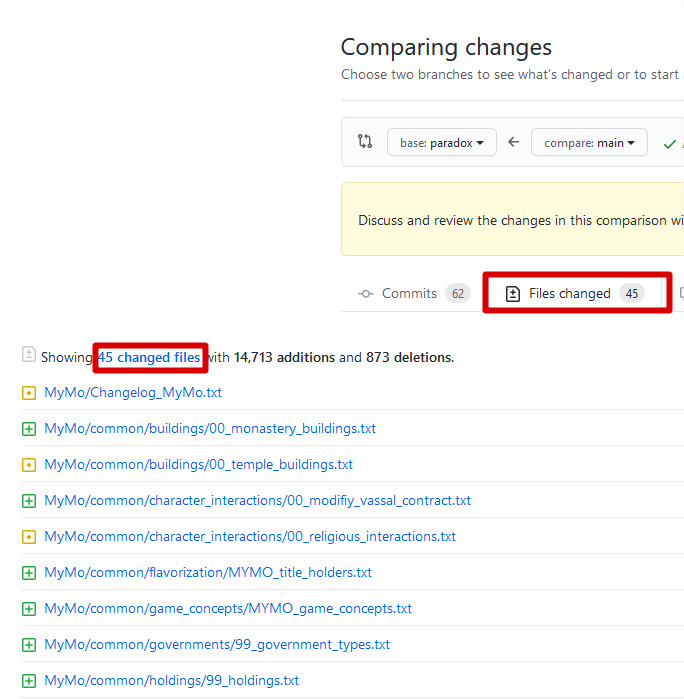 Comparing changes
Choose two branches to see what's changed or to start
base: paradox compare: main
Discuss and review the changes in this comparison
Commits 62 Files changed 45
Showing 45 changed files with 14,713 additions and 873 deletions.
MyMo/Changelog_MyMo.txt
MyMo/common/buildings/00_monastery_buildings.txt
MyMo/common/buildings/00_temple_buildings.txt
MyMo/common/character_interactions/00_modifiy_vassal_contract.txt
MyMo/common/character_interactions/00_religious_interactions.txt
MyMo/common/flavorization/MYMO_title_holders.txt
MyMo/common/game_concepts/MYMO_game_concepts.txt
MyMo/common/governments/99_government_types.txt
MyMo/common/holdings/99_holdings.txt